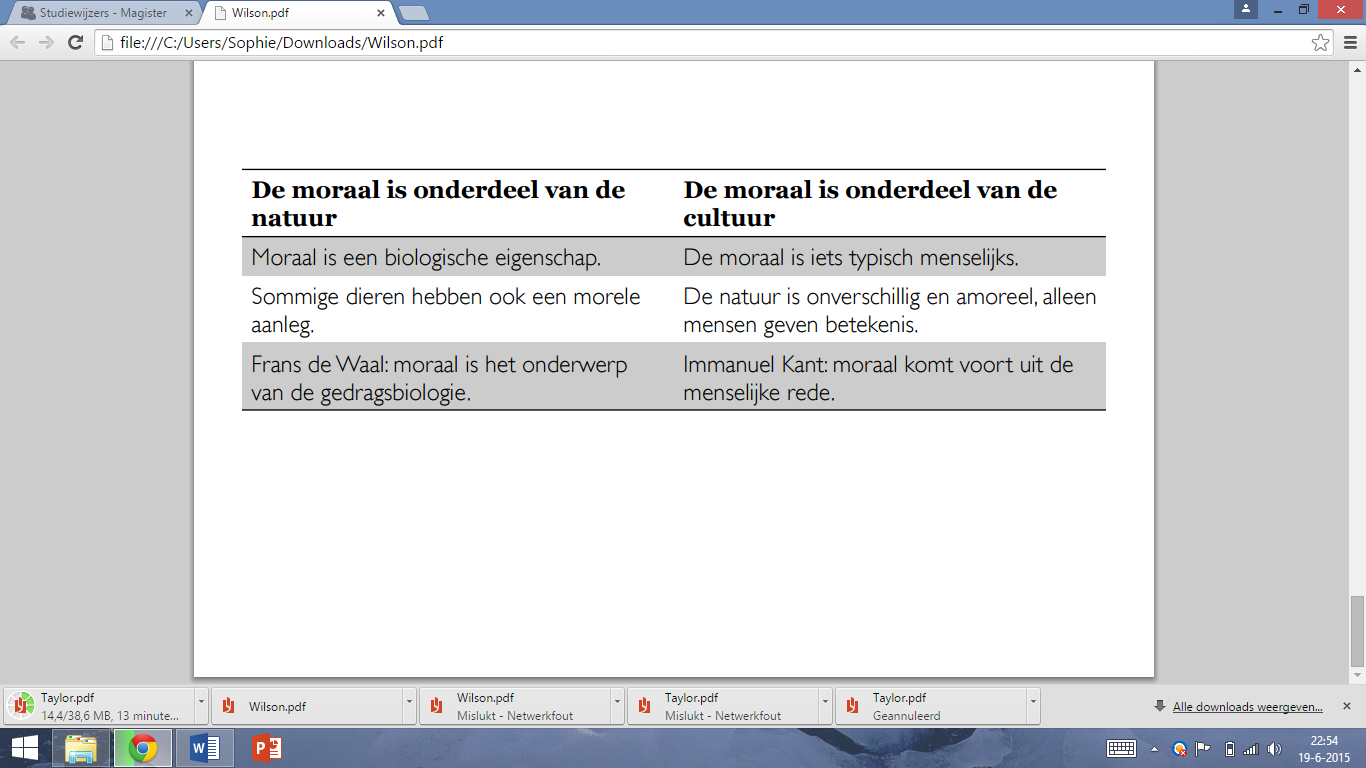 Studiewijzers - Magister
Wilson.pdf
file:///C:/Users/Sophie/Downloads/Wilson.pdf
De moraal is onderdeel van de
natuur
De moraal is onderdeel van de
cultuur
Moraal is een biologische eigenschap.
De moraal is iets typisch menselijks.
Sommige dieren hebben ook een morele
aanleg.
De natuur is onverschillig en amoreel, alleen
mensen geven betekenis.
Frans de Waal: moraal is het onderwerp
van de gedragsbiologie.
Immanuel Kant: moraal komt voort uit de
menselijke rede.
Taylor.pdf
14,4/38,6 MB, 13 minute...
Wilson.pdf
Wilson.pdf
Mislukt - Netwerkfout
Taylor.pdf
Mislukt - Netwerkfout
Taylor.pdf
Geannuleerd
Alle downloads weergeven...
22:54
19-6-2015